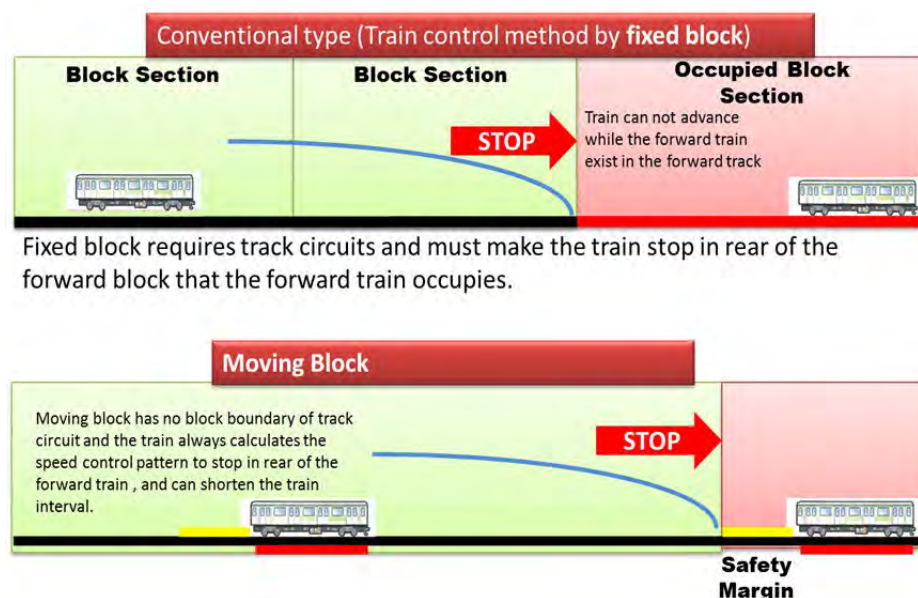 Conventional type (Train control method by fixed block)
Block Section
Block Section
Occupied Block
Section
Train can not advance
while the forward train
exist in the forward track
STOP
Fixed block requires track circuits and must make the train stop in rear of the
forward block that the forward train occupies.
Moving Block
Moving block has no block boundary of track
circuit and the train always calculates the
speed control pattern to stop in rear of the
forward train , and can shorten the train
interval.
STOP
Safety
Margin